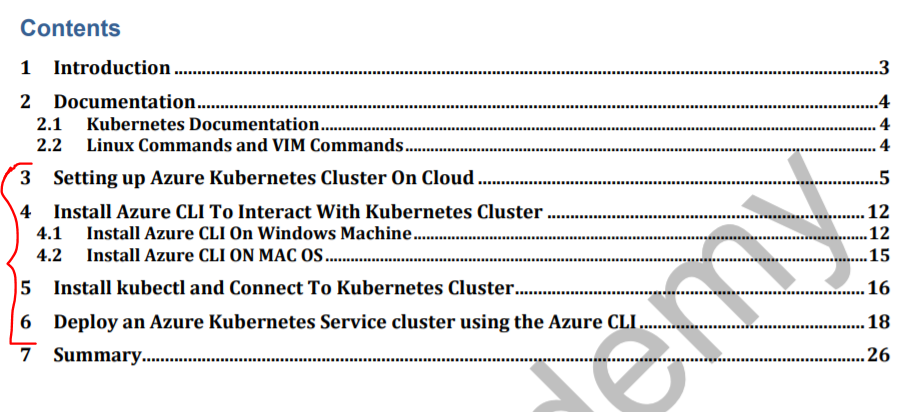 Contents
1 Introduction ........ 3
2 Documentation ........ 4
2.1 Kubernetes Documentation ........ 4
2.2 Linux Commands and VIM Commands ........ 4
3 Setting up Azure Kubernetes Cluster On Cloud ........ 5
4 Install Azure CLI To Interact With Kubernetes Cluster ........ 12
4.1 Install Azure CLI On Windows Machine ........ 12
4.2 Install Azure CLI ON MAC OS ........ 15
5 Install kubectl and Connect To Kubernetes Cluster ........ 16
6 Deploy an Azure Kubernetes Service cluster using the Azure CLI ........ 18
7 Summary ........ 26
demy